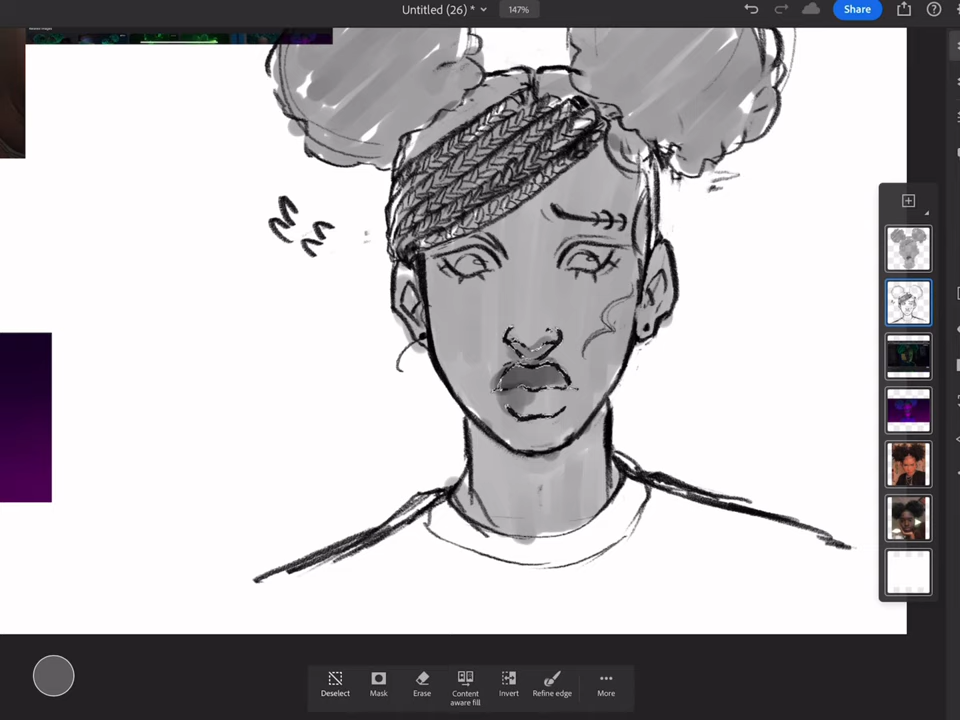 Untitled (26) *
147%
Share
Deselect
Mask
Erase
Content
aware fill
Invert
Refine edge
More